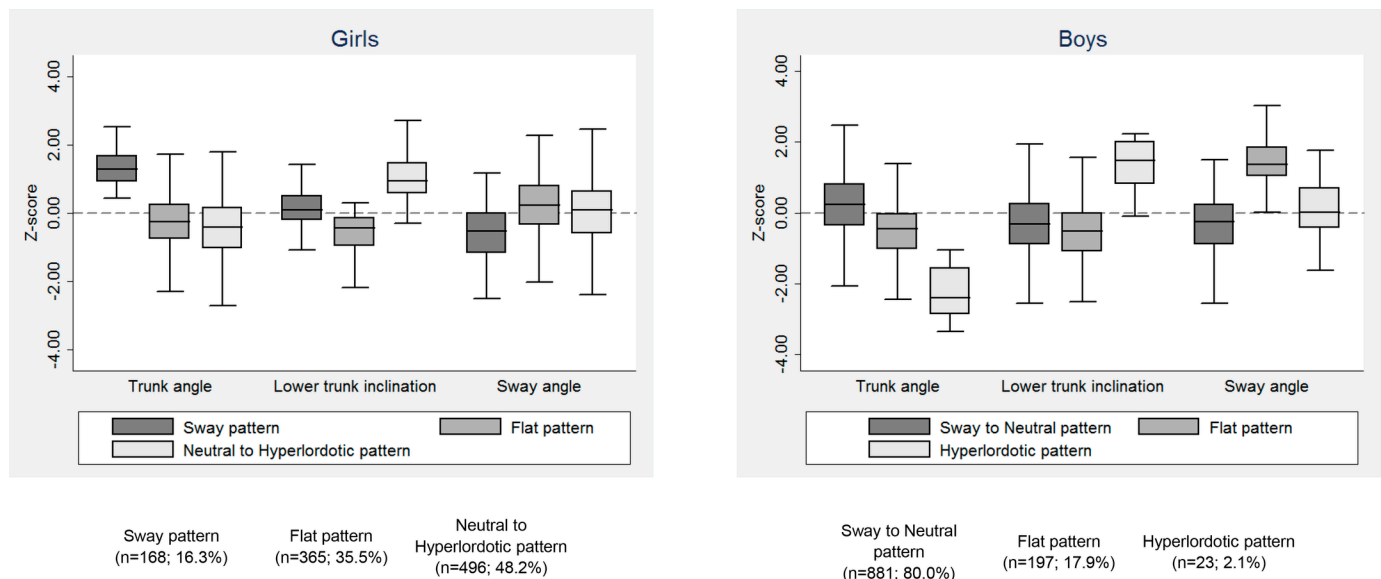 Girls
Z-score
4.00
2.00
0.00
-2.00
-4.00
Trunk angle
Lower trunk inclination
Sway angle
Sway pattern
Flat pattern
Neutral to Hyperlordotic pattern
Sway pattern
(n=168; 16.3%)
Flat pattern
(n=365; 35.5%)
Neutral to
Hyperlordotic pattern
(n=496; 48.2%)
Boys
Z-score
4.00
2.00
0.00
-2.00
-4.00
Trunk angle
Lower trunk inclination
Sway angle
Sway to Neutral pattern
Flat pattern
Hyperlordotic pattern
Sway to Neutral
pattern
(n=881; 80.0%)
Flat pattern
(n=197; 17.9%)
Hyperlordotic pattern
(n=23; 2.1%)